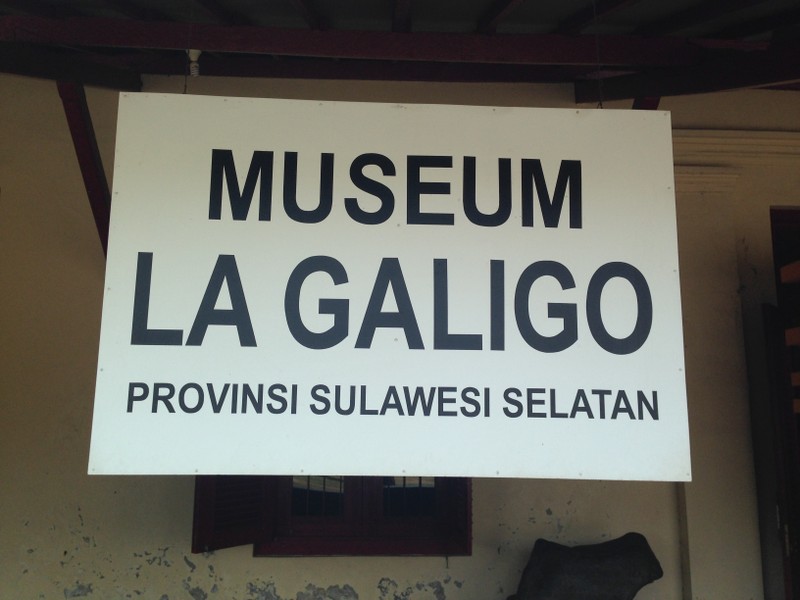 MUSEUM
LA GALIGO
PROVINSI SULAWESI SELATAN